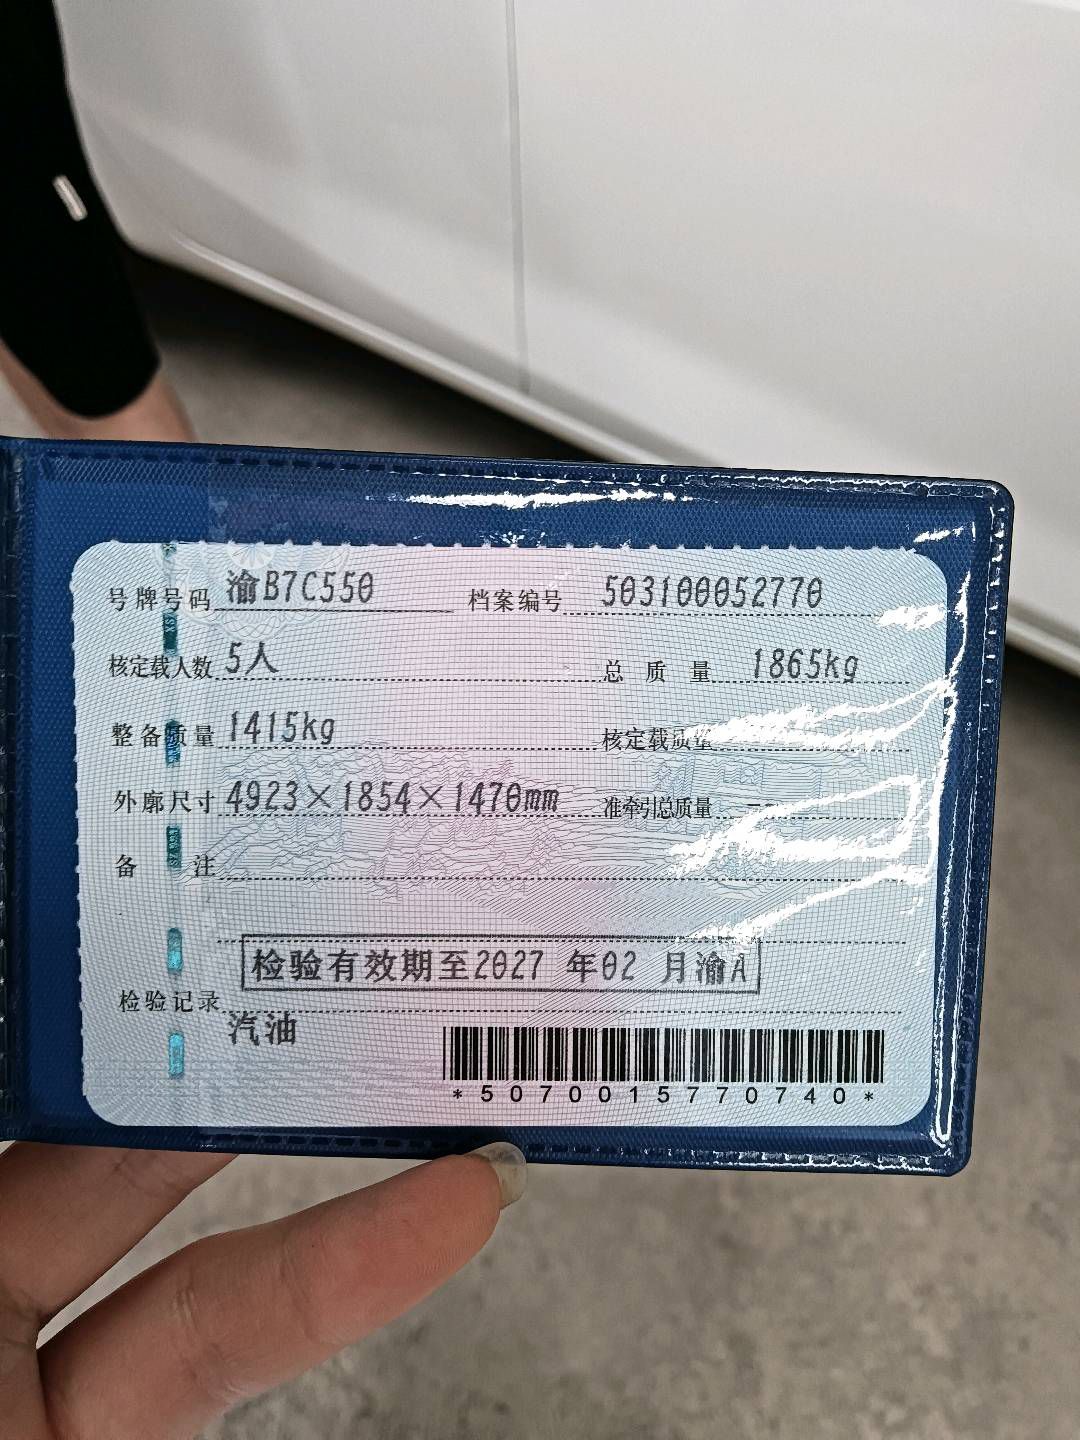 号牌号码 渝B7C550 档案编号 503100052770
核定载人数 5人 总质量 1865kg
整备质量 1415kg 核定载质量
外廓尺寸 4923×1854×1470mm 准牵引总质量 --
备注
检验有效期至2027 年02 月渝A
检验记录
汽油
*5070015770740*